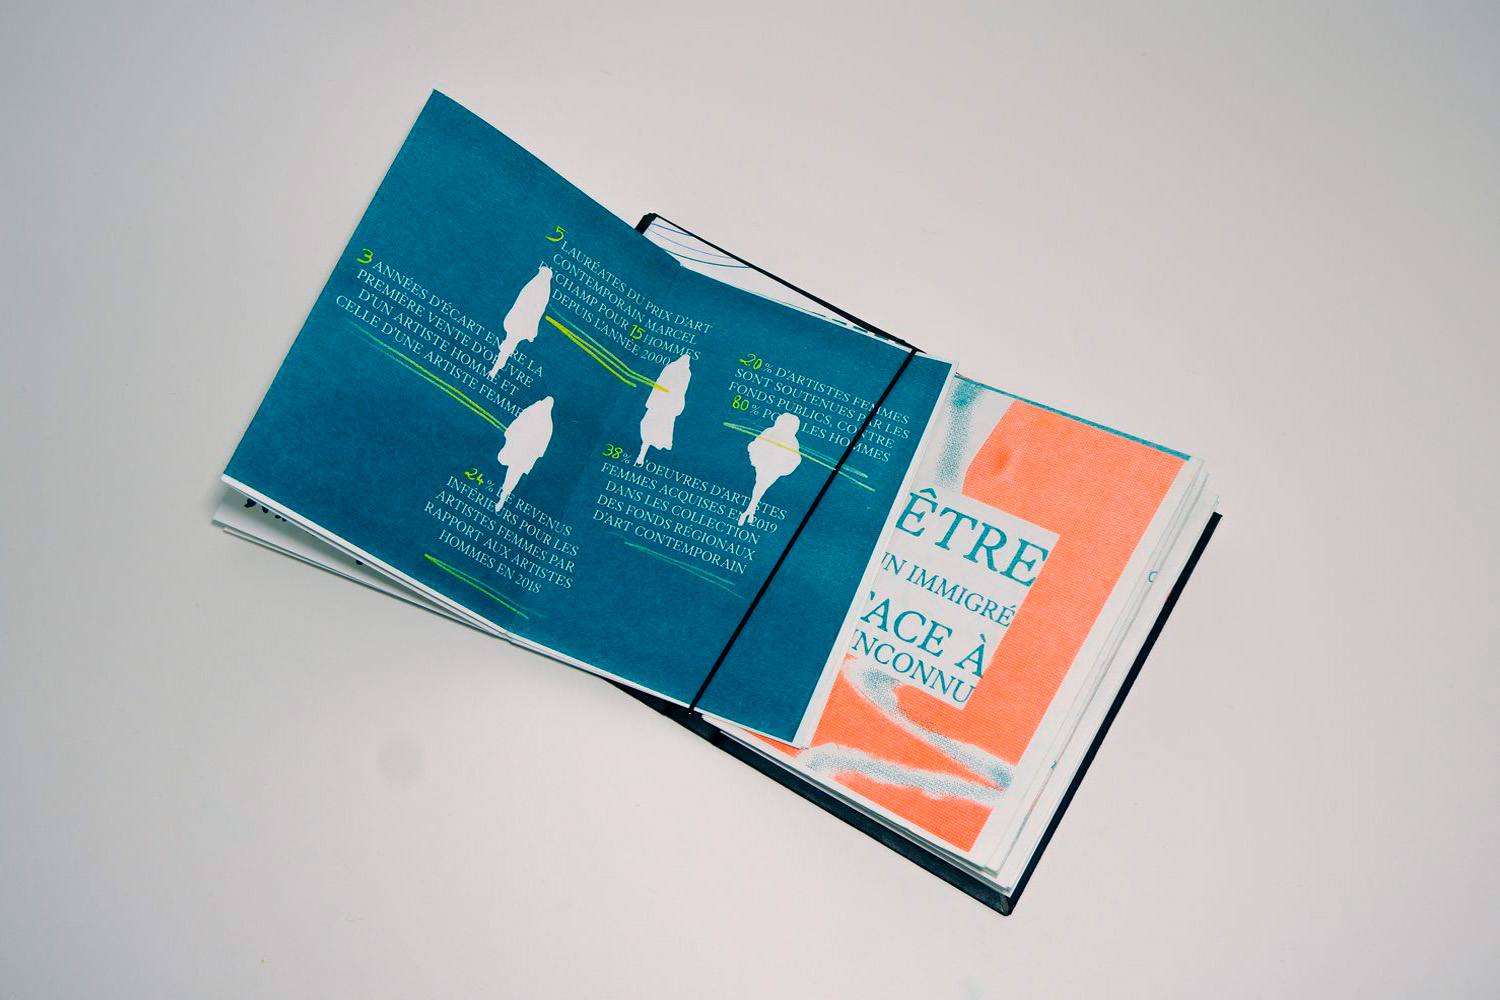 3 ANNÉES D'ÉCART ENTRE LA
PREMIÈRE VENTE D'OEUVRE
D'UN ARTISTE HOMME ET
CELLE D'UNE ARTISTE FEMME
5 LAURÉATES DU PRIX D'ART
CONTEMPORAIN MARCEL
DUCHAMP POUR 15 HOMMES
DEPUIS L'ANNÉE 2000
24% DE REVENUS
INFÉRIEURS POUR LES
ARTISTES FEMMES PAR
RAPPORT AUX ARTISTES
HOMMES EN 2018
38% D'OEUVRES D'ARTISTES
FEMMES ACQUISES EN 2019
DANS LES COLLECTION
DES FONDS RÉGIONAUX
D'ART CONTEMPORAIN
20% D'ARTISTES FEMMES
SONT SOUTENUES PAR LES
FONDS PUBLICS, CONTRE
80% POUR LES HOMMES
ÊTRE
UN IMMIGRÉ
FACE À
INCONNU